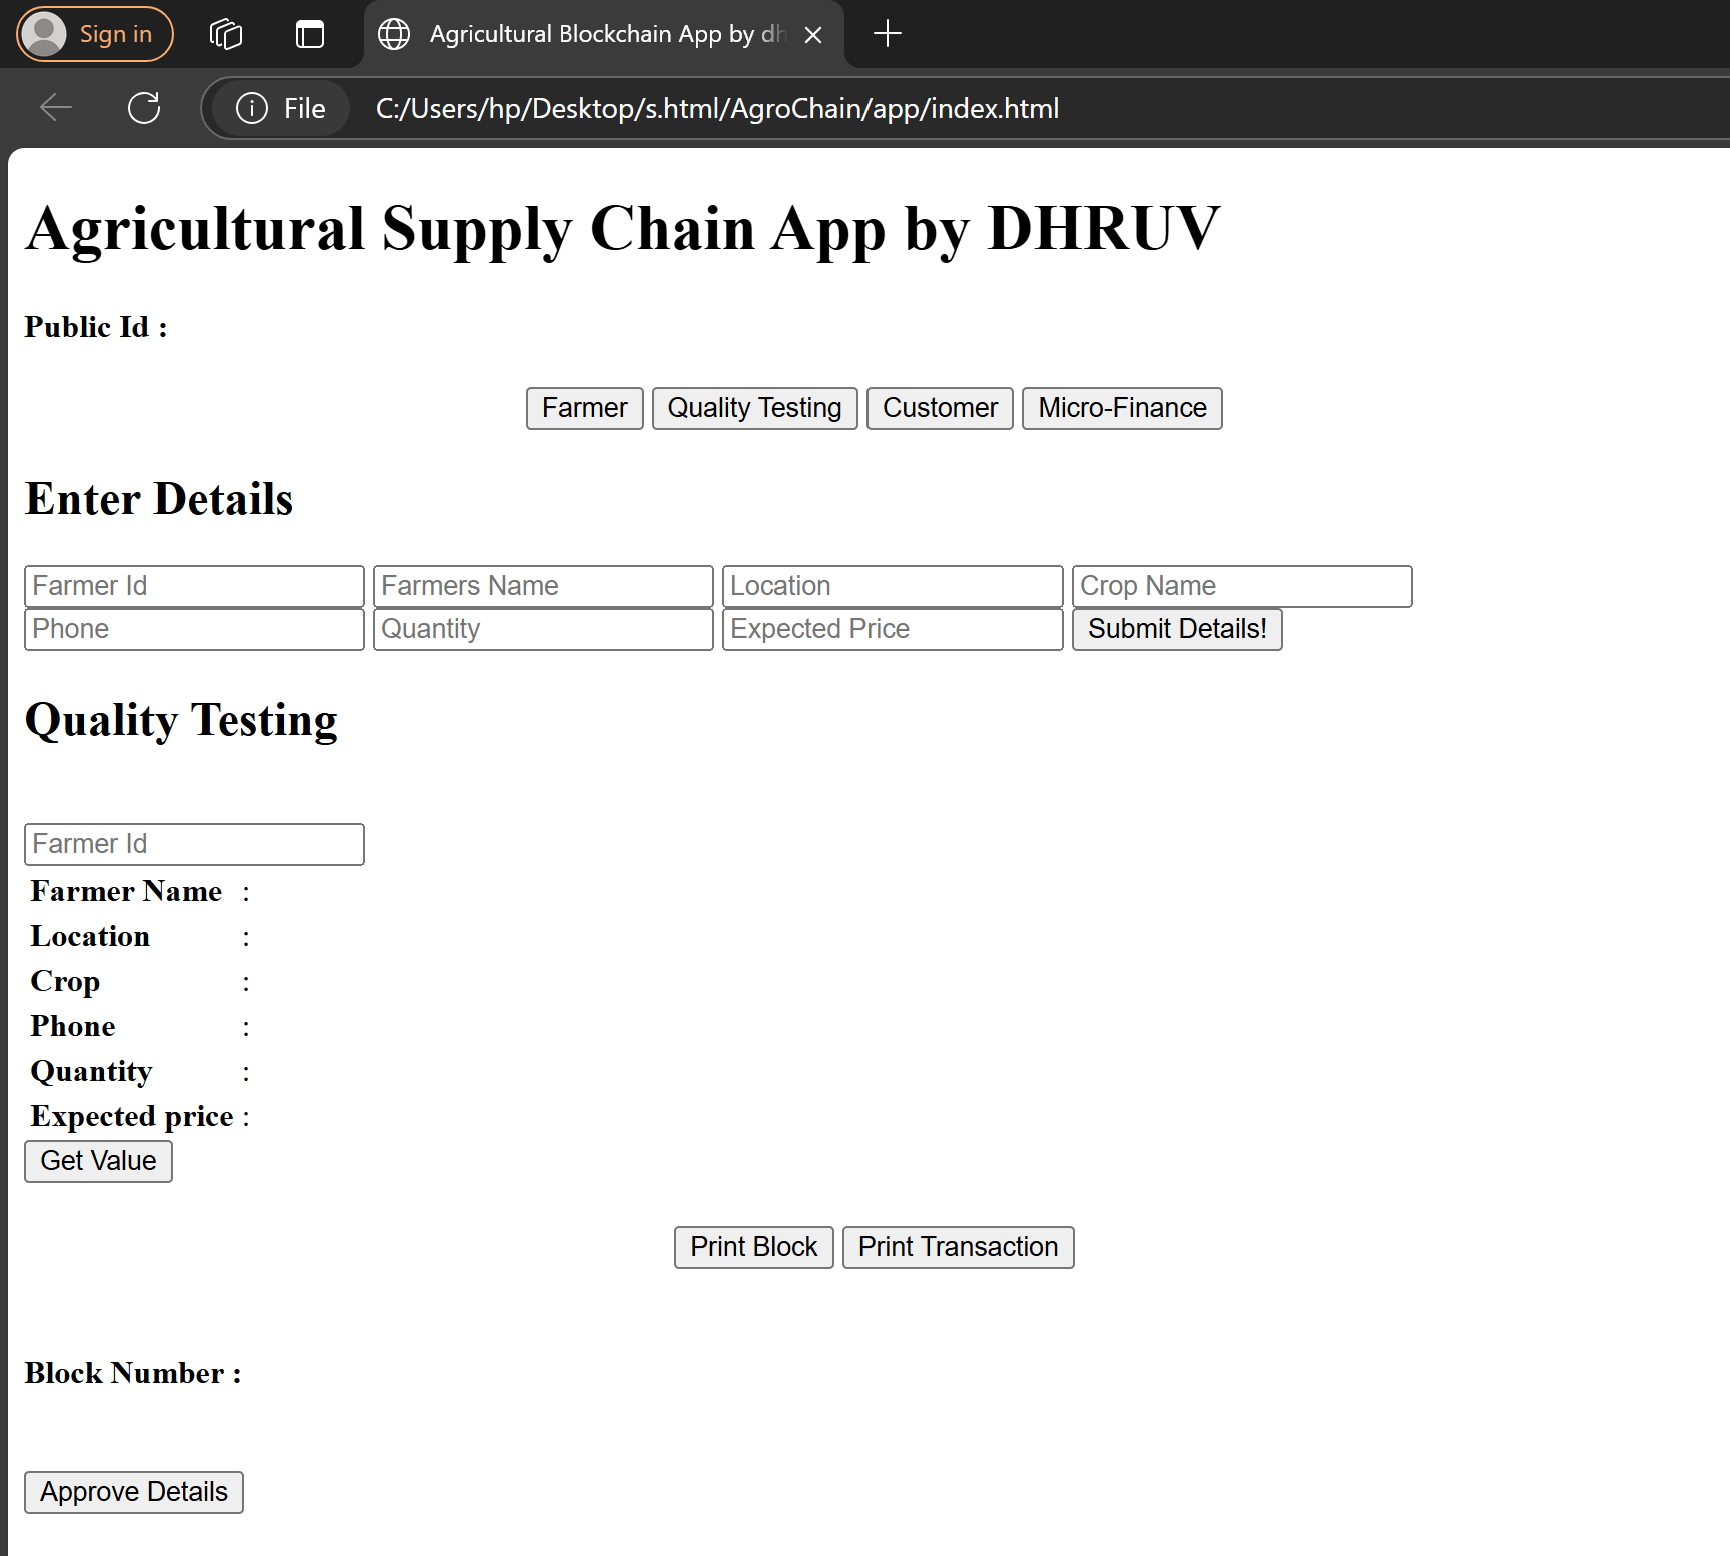 Sign in
Agricultural Blockchain App by dh
File C:/Users/hp/Desktop/s.html/AgroChain/app/index.html
Agricultural Supply Chain App by DHRUV
Public Id :
Farmer Quality Testing Customer Micro-Finance
Enter Details
Farmer Id Farmers Name Location Crop Name
Phone Quantity Expected Price Submit Details!
Quality Testing
Farmer Id
Farmer Name :
Location :
Crop :
Phone :
Quantity :
Expected price :
Get Value
Print Block Print Transaction
Block Number :
Approve Details